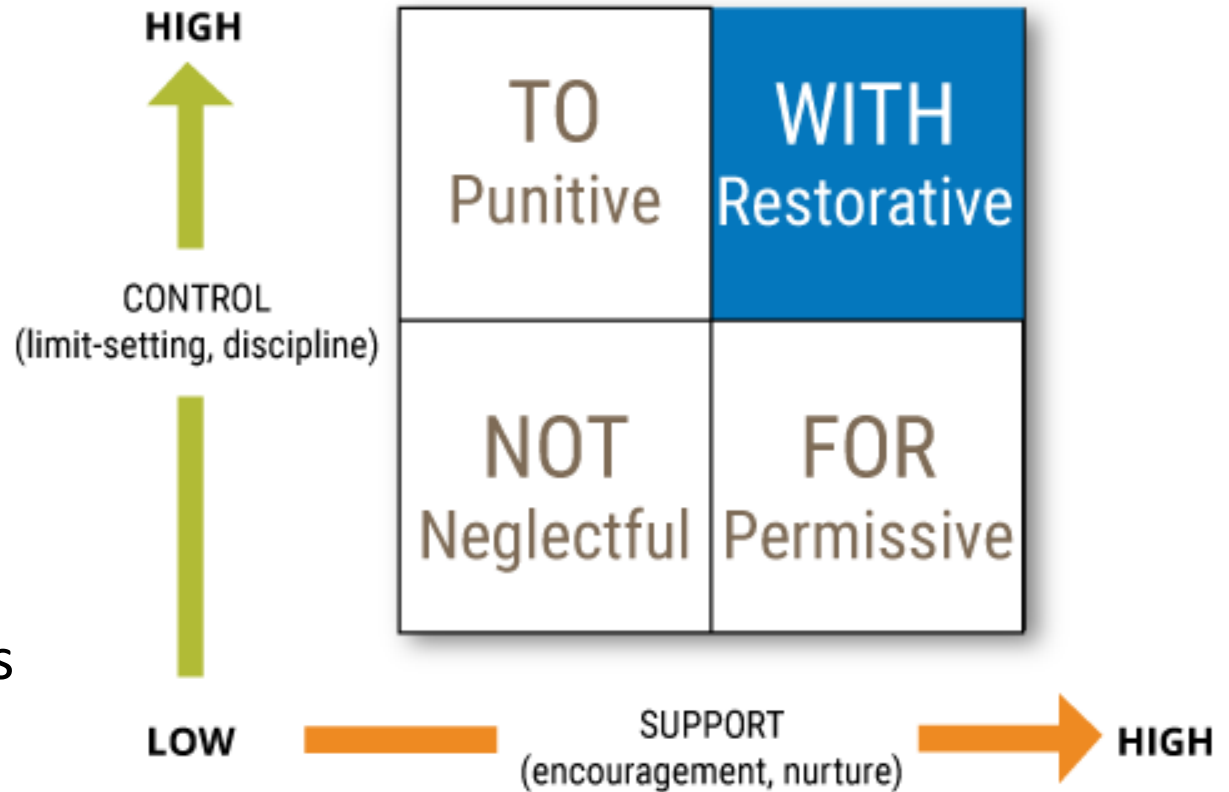 HIGH
TO
Punitive
WITH
Restorative
CONTROL
(limit-setting, discipline)
NOT
Neglectful
FOR
Permissive
s
LOW
SUPPORT
(encouragement, nurture)
HIGH